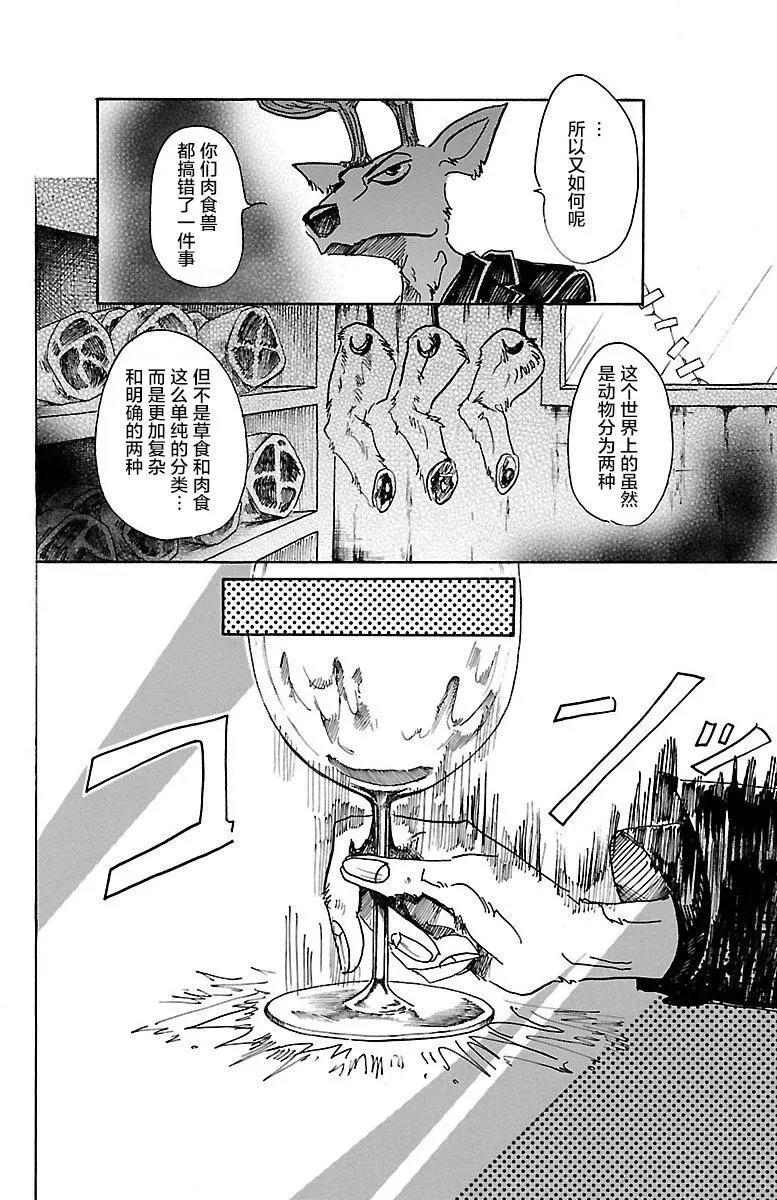 …
所以又如何呢
你们肉食兽
都搞错了一件事
这个世界上的虽然
是动物分为两种
但不是草食和肉食
这么单纯的分类…
而是更加复杂
和明确的两种
コンッ